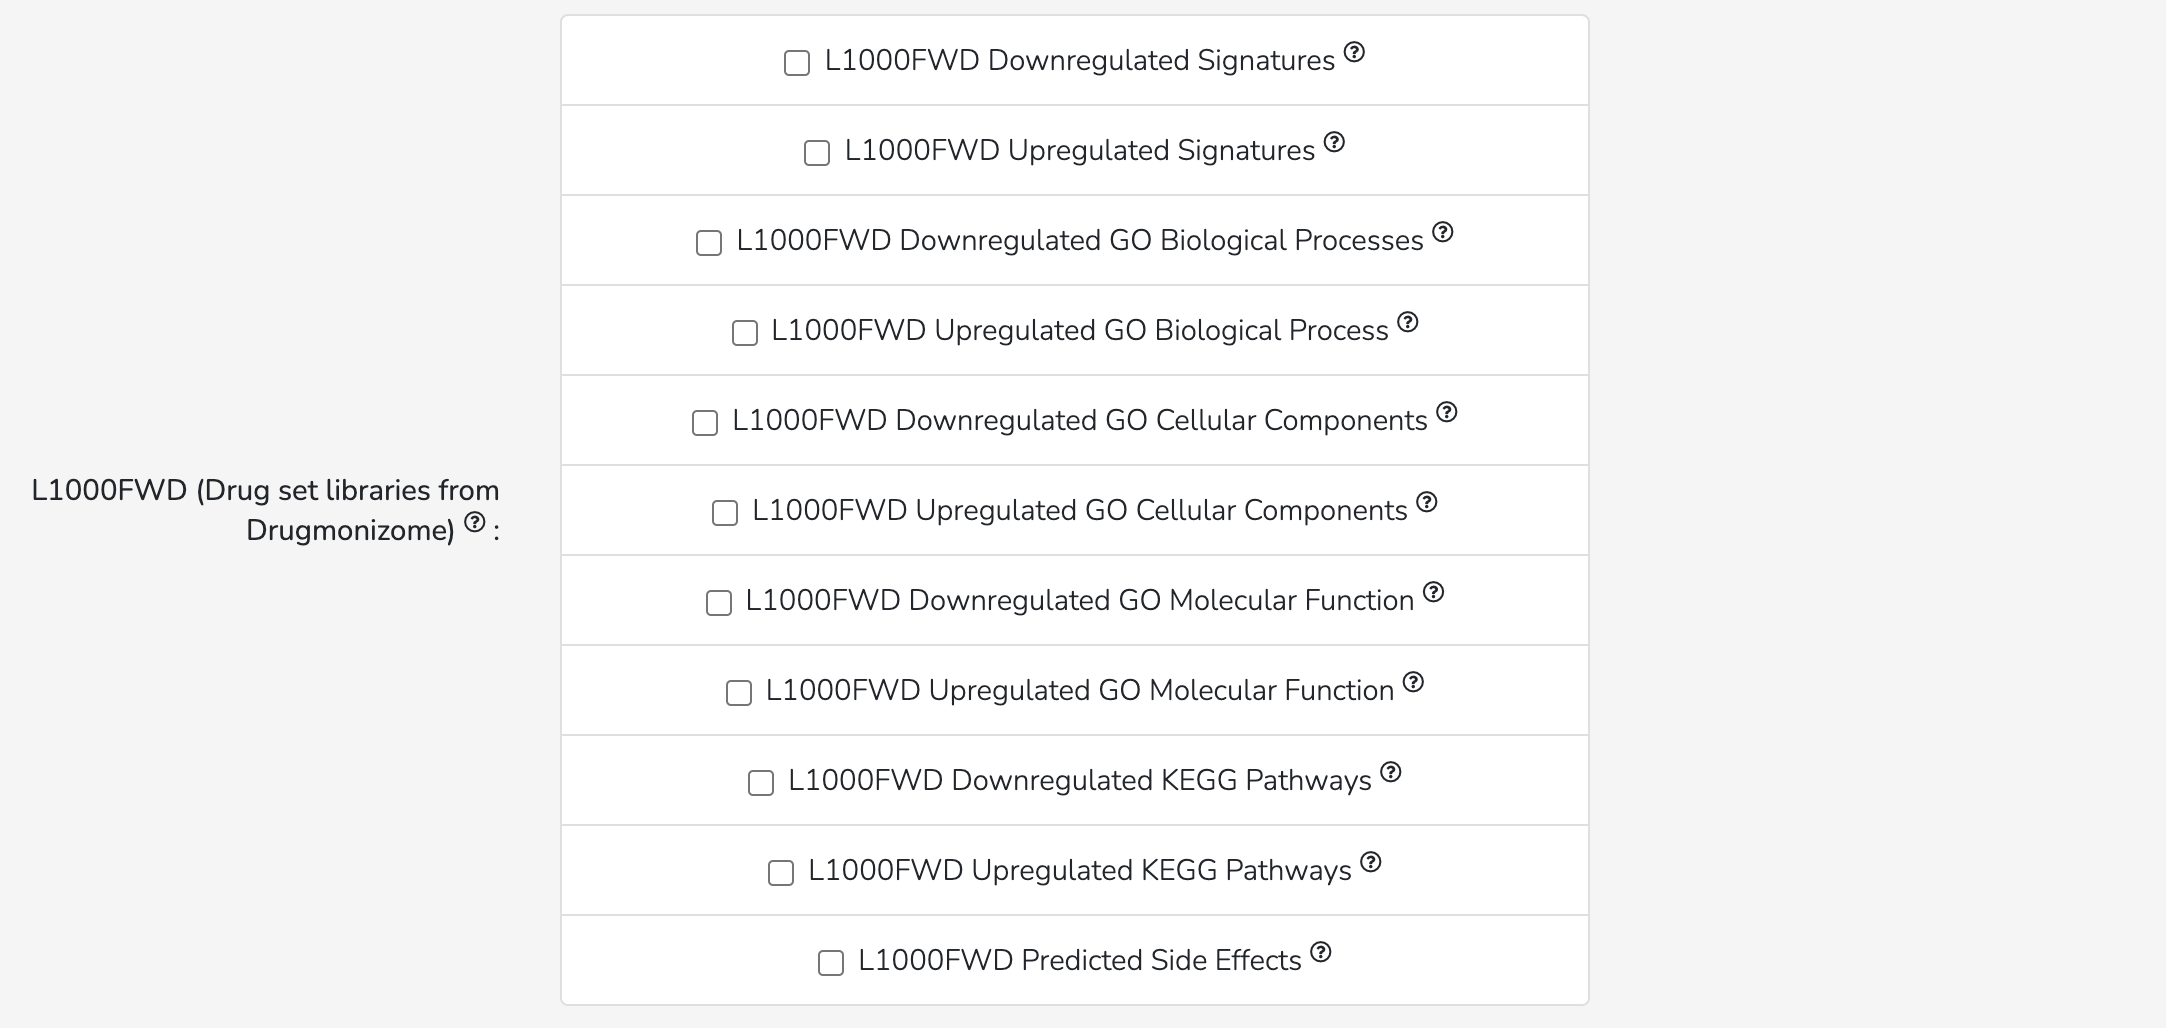 L1000FWD (Drug set libraries from
Drugmonizome) ? :
L1000FWD Downregulated Signatures ?
L1000FWD Upregulated Signatures ?
L1000FWD Downregulated GO Biological Processes ?
L1000FWD Upregulated GO Biological Process ?
L1000FWD Downregulated GO Cellular Components ?
L1000FWD Upregulated GO Cellular Components ?
L1000FWD Downregulated GO Molecular Function ?
L1000FWD Upregulated GO Molecular Function ?
L1000FWD Downregulated KEGG Pathways ?
L1000FWD Upregulated KEGG Pathways ?
L1000FWD Predicted Side Effects ?